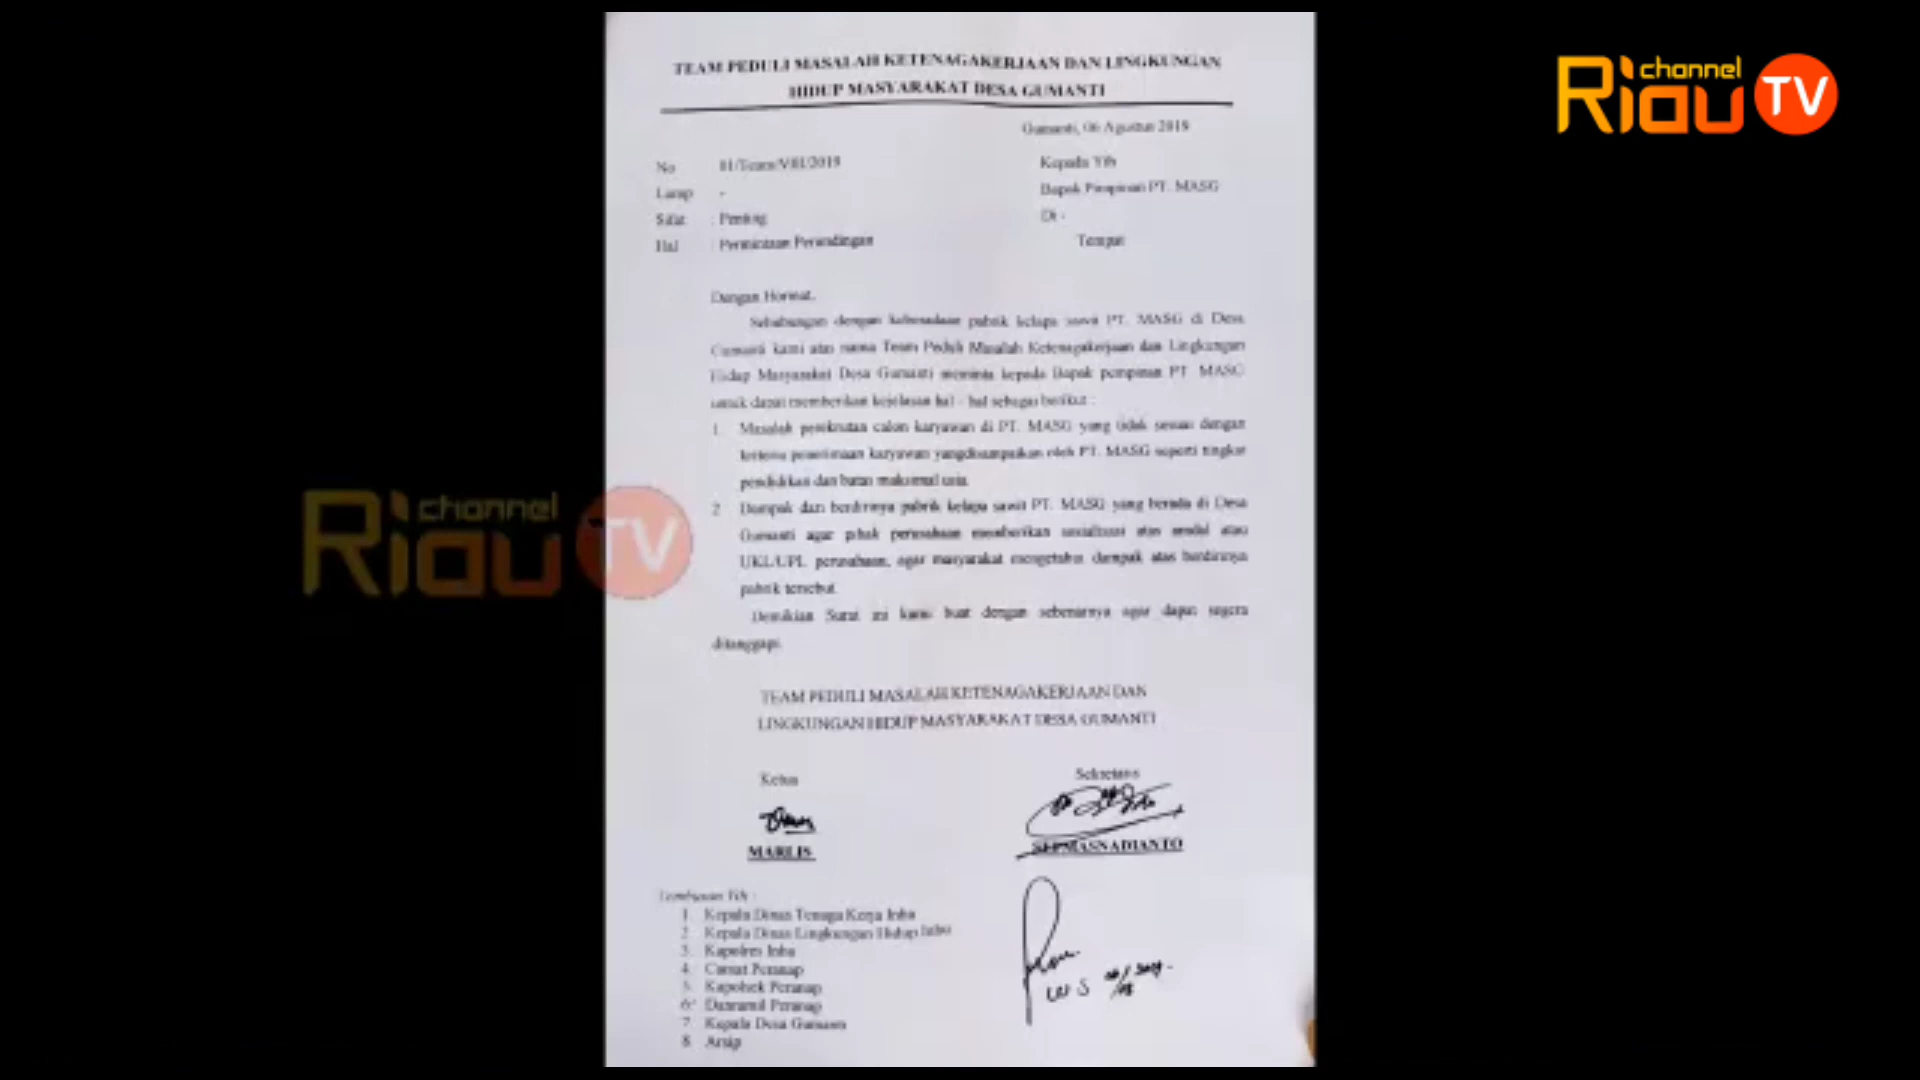 channel
Riau TV
TEAM PEDULI MASALAH KETENAGAKERJAAN DAN LINGKUNGAN
HIDUP MASYARAKAT DESA GUMANTI
Gumanti, 06 Agustus 2019
No 01/Team/VIII/2019
Kepada Yth
Lamp -
Bapak Pimpinan PT. MASG
Sifat : Penting
Di -
Hal : Permintaan Perundingan
Tempat
Dengan Hormat,
Sehubungan dengan keberadaan pabrik kelapa sawit PT. MASG di Desa
Gumanti kami atas nama Team Peduli Masalah Ketenagakerjaan dan Lingkungan
Hidup Masyarakat Desa Gumanti meminta kepada Bapak pempinan PT. MASG
untuk dapat memberikan kejelasan hal - hal sebagai berikut :
1. Masalah perekrutan calon karyawan di PT. MASG yang tidak sesuai dengan
kriteria penerimaan karyawan yangdisampaikan oleh PT. MASG seperti tingkat
pendidikan dan batas maksimal usia.
2. Dampak dari berdirinya pabrik kelapa sawit PT. MASG yang berada di Desa
Gumanti agar pihak perusahaan memberikan sosialisasi atas amdal atau
UKL/UPL perusahaan, agar masyarakat mengetahui dampak atas berdirinya
pabrik tersebut.
Demikian Surat ini kami buat dengan sebenarnya agar dapat segera
ditanggapi.
channel
Riau TV
TEAM PEDULI MASALAH KETENAGAKERJAAN DAN
LINGKUNGAN HIDUP MASYARAKAT DESA GUMANTI
Ketua
Sekretaris
MARLIS
Tembusan Yth :
1. Kepala Dinas Tenaga Kerja Inhu
2. Kepala Dinas Lingkungan Hidup Inhu
3. Kapolres Inhu
4. Camat Peranap
5. Kapolsek Peranap
6. Danramil Peranap
7. Kepala Desa Gumanti
8. Arsip